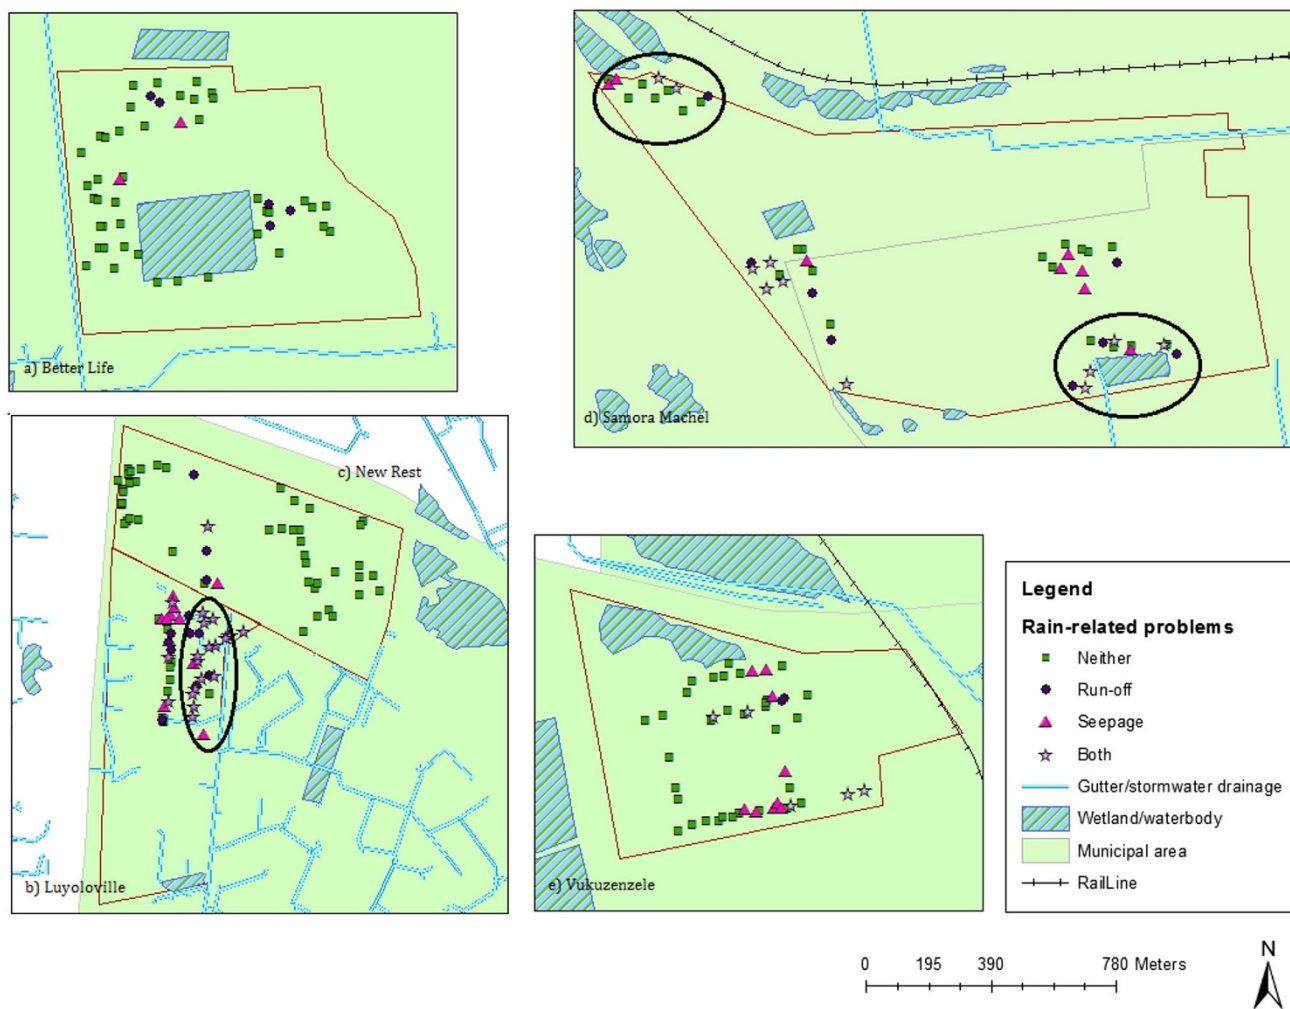 a) Better Life
d) Samora Machel
c) New Rest
b) Luyoloville
e) Vukuzenzele
Legend
Rain-related problems
Neither
Run-off
Seepage
Both
Gutter/stormwater drainage
Wetland/waterbody
Municipal area
RailLine
0 195 390 780 Meters
N